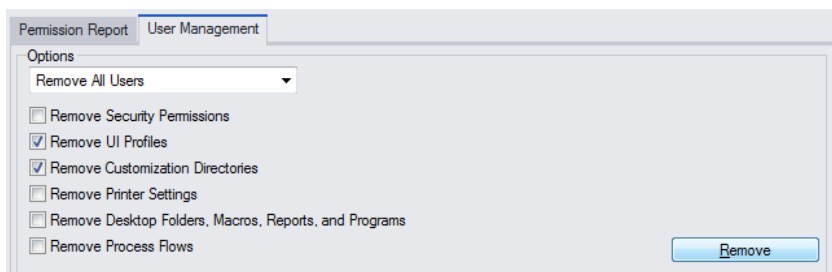 Permission Report User Management
Options
Remove All Users
Remove Security Permissions
Remove UI Profiles
Remove Customization Directories
Remove Printer Settings
Remove Desktop Folders, Macros, Reports, and Programs
Remove Process Flows
Remove